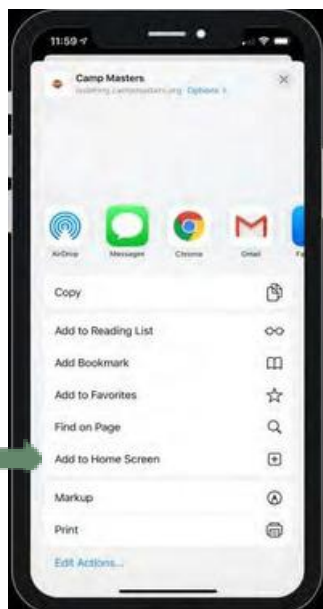 11:59
Camp Masters
Options >
AirDrop Messages Chrome Gmail
Copy
Add to Reading List
Add Bookmark
Add to Favorites
Find on Page
Add to Home Screen
Markup
Print
Edit Actions...